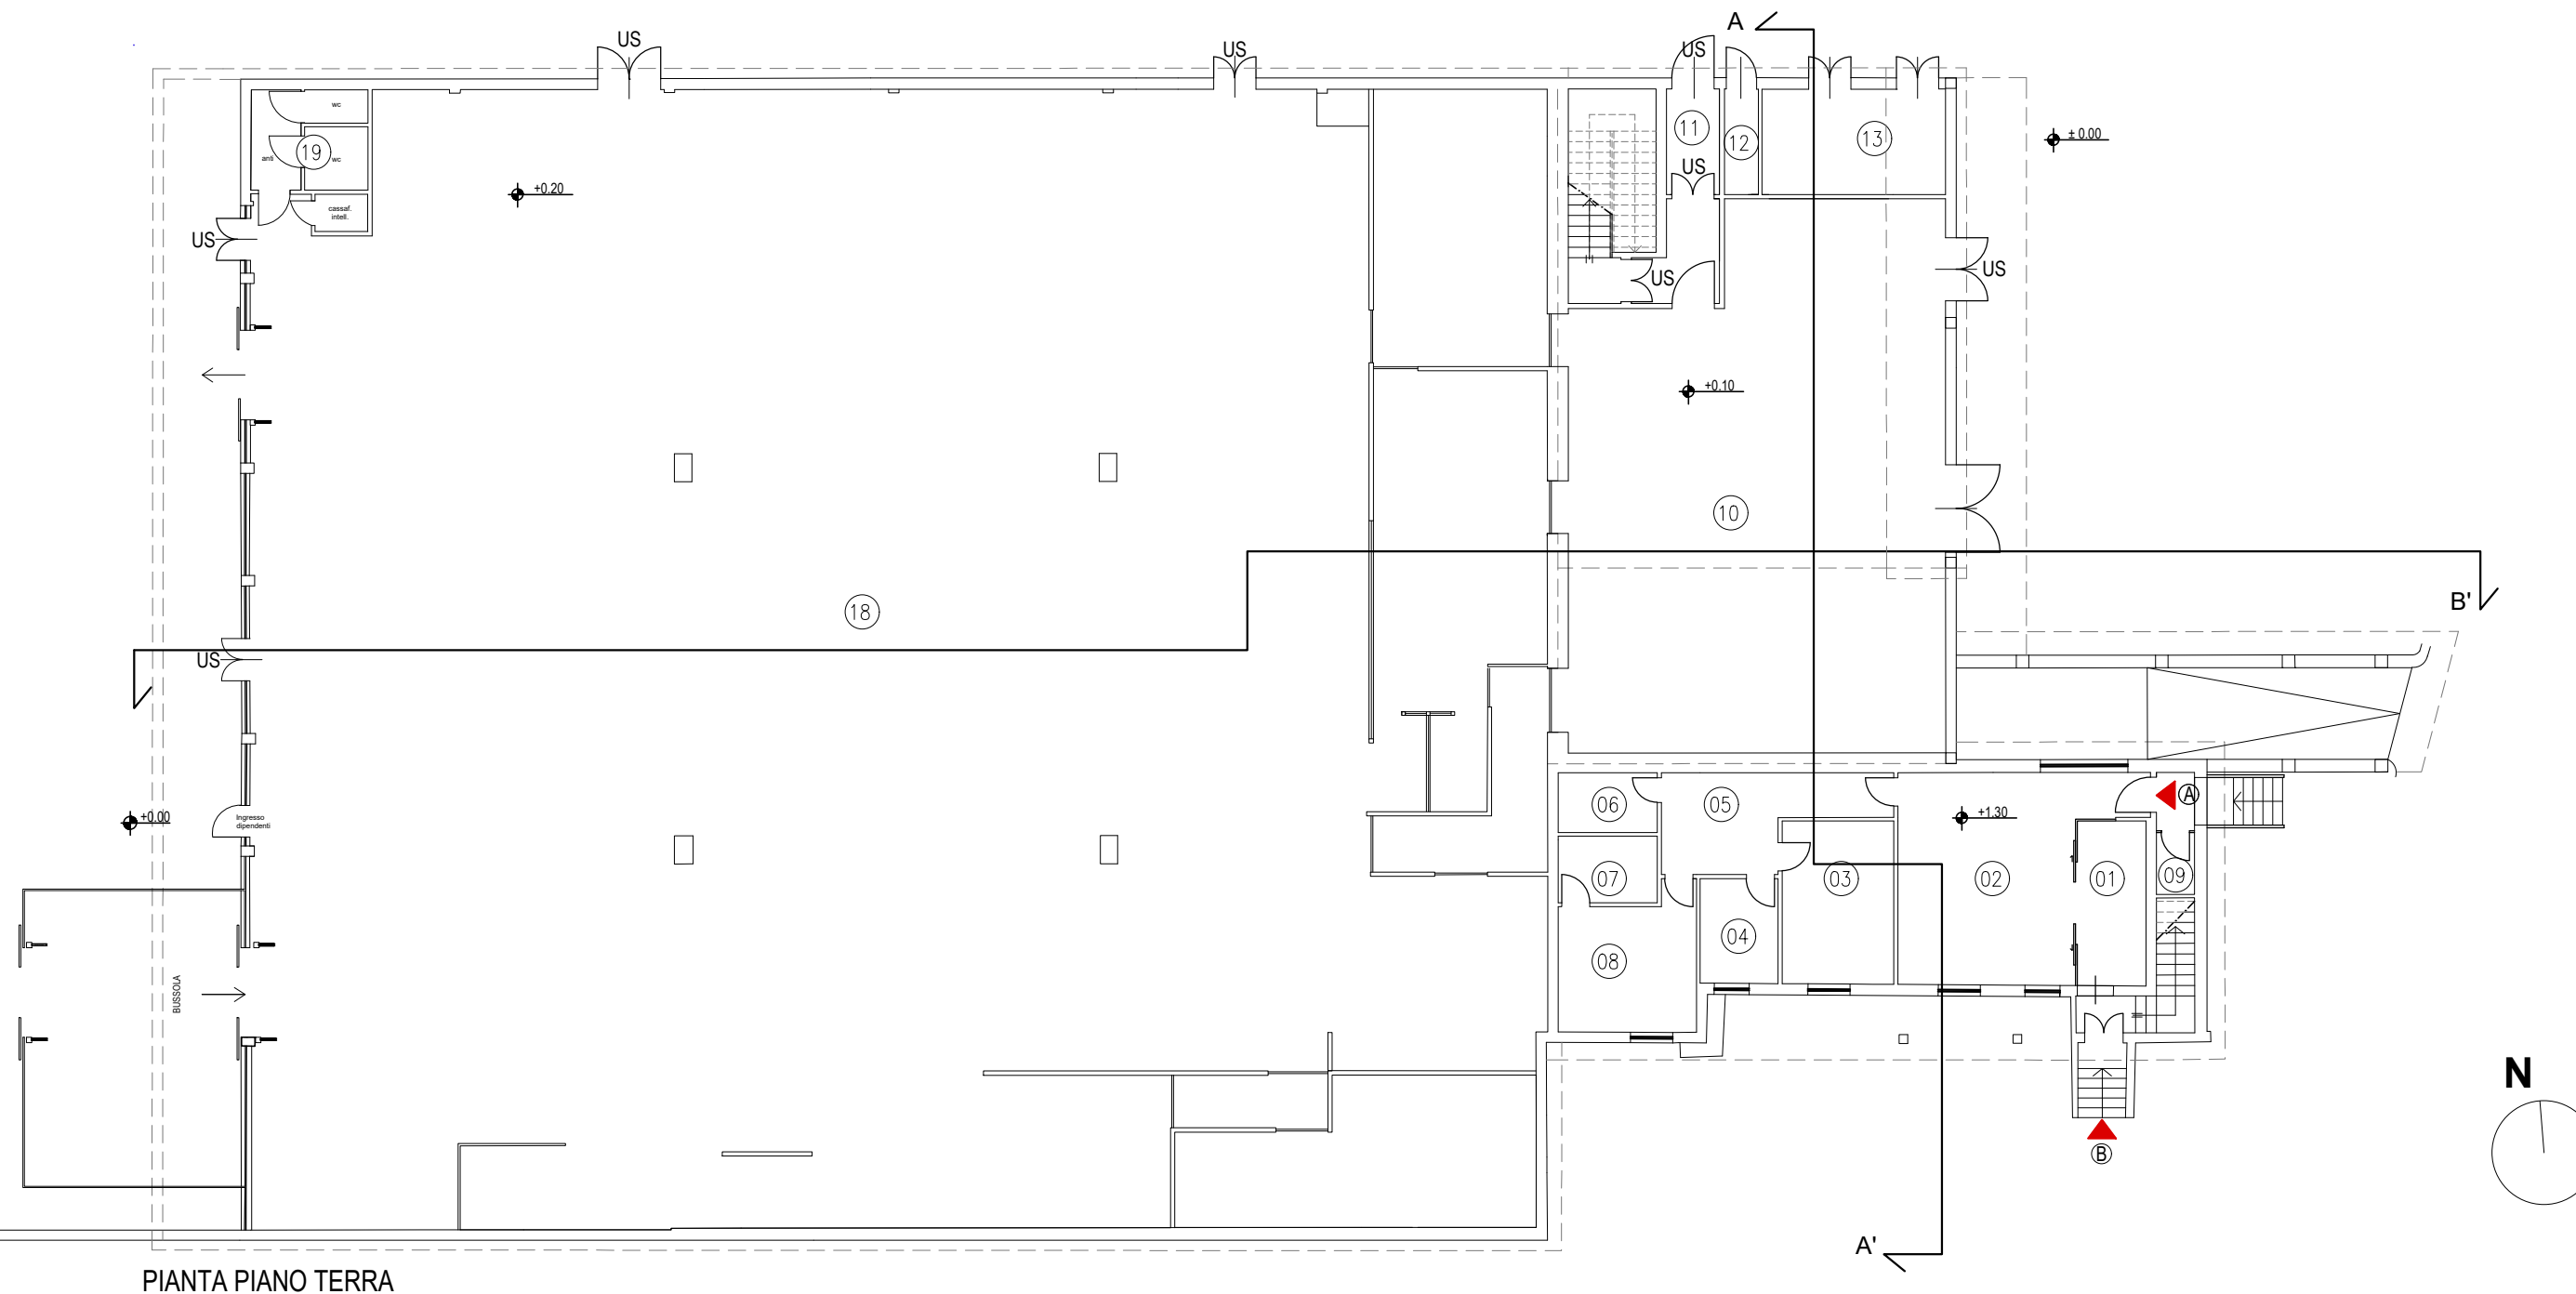 A
US
US
US
wc
11
12
13
± 0.00
19
wc
anti
US
+0.20
cassaf.
intell.
US
US
US
+0.10
10
B'
18
US
+0.00
Ingresso
dipendenti
06
05
A
+1.30
07
03
02
01
09
04
08
BUSSOLA
N
B
A'
PIANTA PIANO TERRA